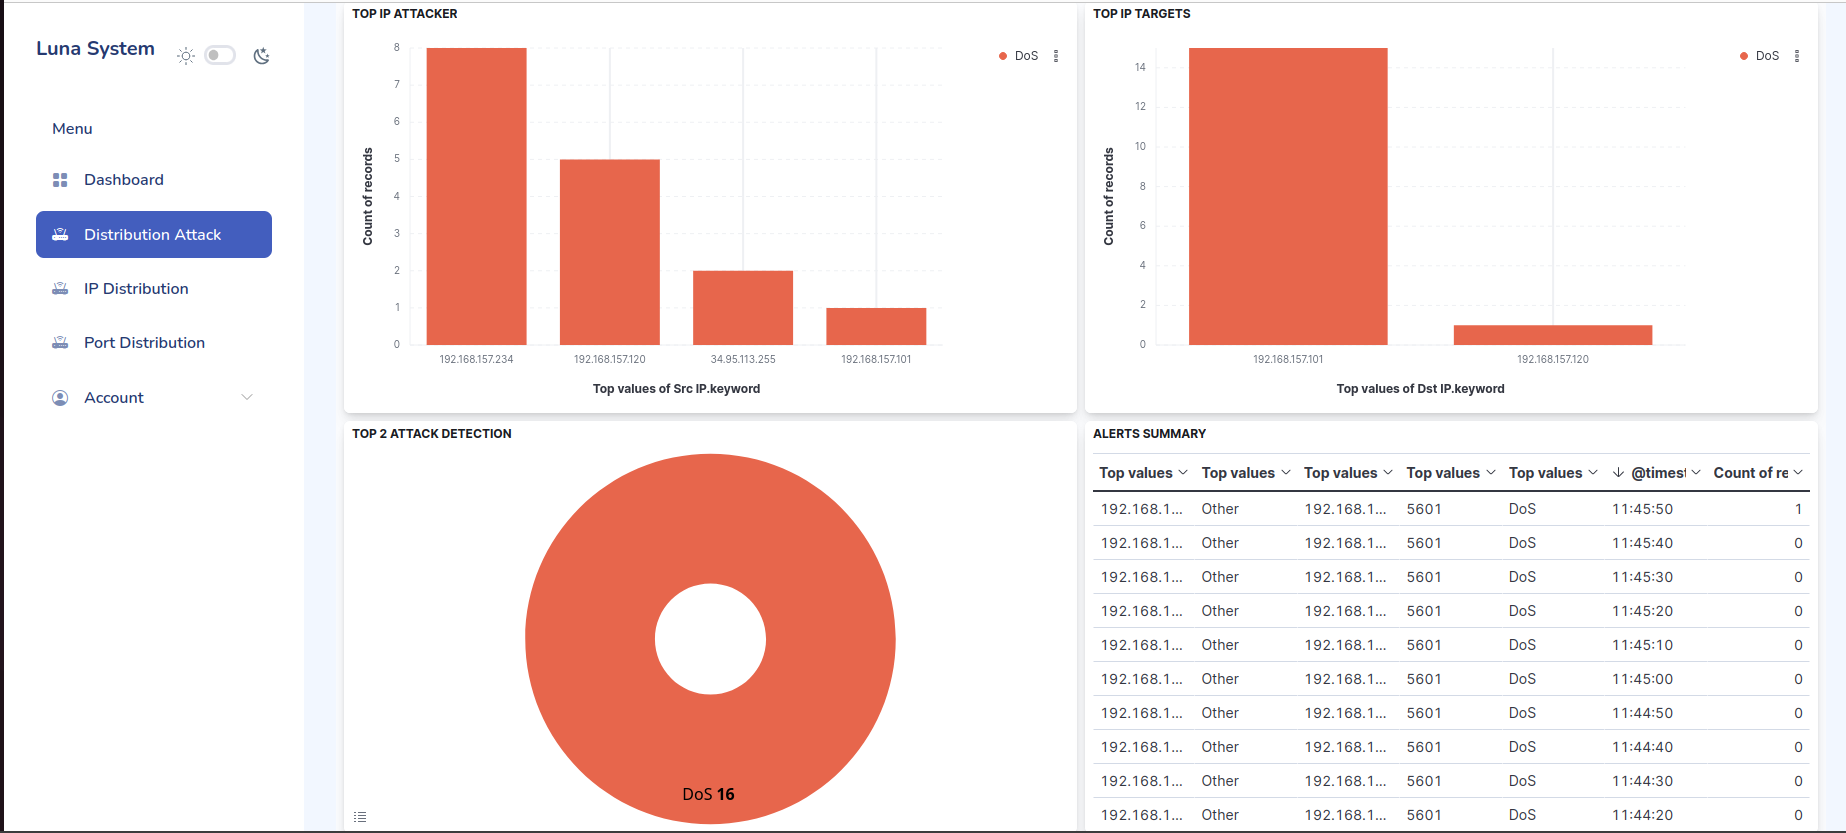 Luna System
Menu
Dashboard
Distribution Attack
IP Distribution
Port Distribution
Account
TOP IP ATTACKER
DoS
Count of records
8
7
6
5
4
3
2
1
0
192.168.157.234 192.168.157.120 34.95.113.255 192.168.157.101
Top values of Src IP.keyword
TOP IP TARGETS
DoS
Count of records
14
12
10
8
6
4
2
0
192.168.157.101 192.168.157.120
Top values of Dst IP.keyword
TOP 2 ATTACK DETECTION
DoS 16
ALERTS SUMMARY
Top values Top values Top values Top values Top values @timest Count of re
192.168.1... Other 192.168.1... 5601 DoS 11:45:50 1
192.168.1... Other 192.168.1... 5601 DoS 11:45:40 0
192.168.1... Other 192.168.1... 5601 DoS 11:45:30 0
192.168.1... Other 192.168.1... 5601 DoS 11:45:20 0
192.168.1... Other 192.168.1... 5601 DoS 11:45:10 0
192.168.1... Other 192.168.1... 5601 DoS 11:45:00 0
192.168.1... Other 192.168.1... 5601 DoS 11:44:50 0
192.168.1... Other 192.168.1... 5601 DoS 11:44:40 0
192.168.1... Other 192.168.1... 5601 DoS 11:44:30 0
192.168.1... Other 192.168.1... 5601 DoS 11:44:20 0